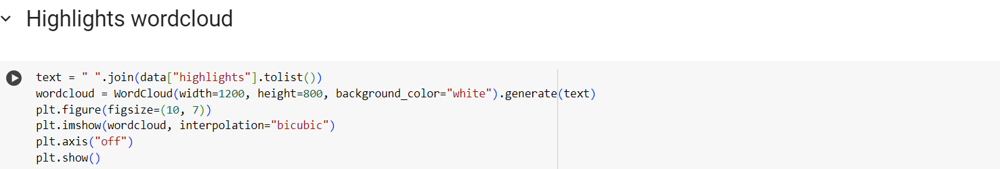 Highlights wordcloud
text = " ".join(data["highlights"].tolist())
wordcloud = WordCloud(width=1200, height=800, background_color="white").generate(text)
plt.figure(figsize=(10, 7))
plt.imshow(wordcloud, interpolation="bicubic")
plt.axis("off")
plt.show()